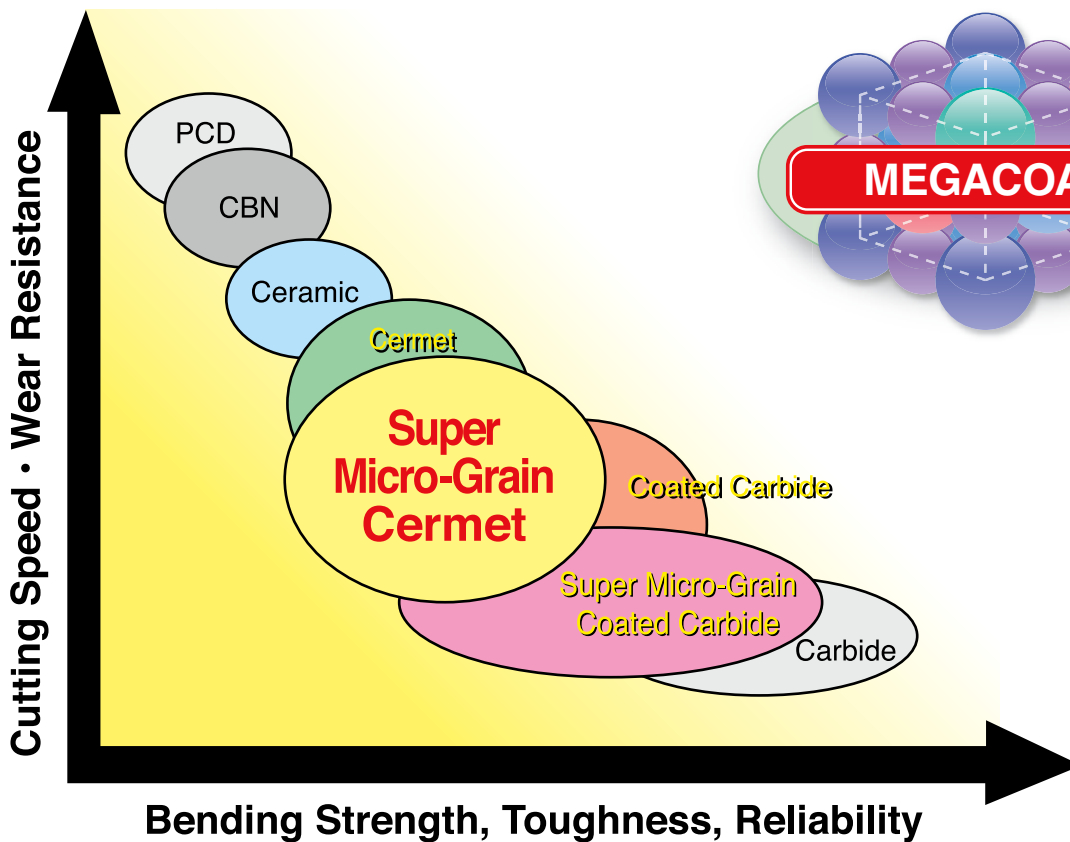 Cutting Speed · Wear Resistance
PCD
CBN
Ceramic
Cermet
Super
Micro-Grain
Cermet
Coated Carbide
Super Micro-Grain
Coated Carbide
Carbide
MEGACOA
Bending Strength, Toughness, Reliability